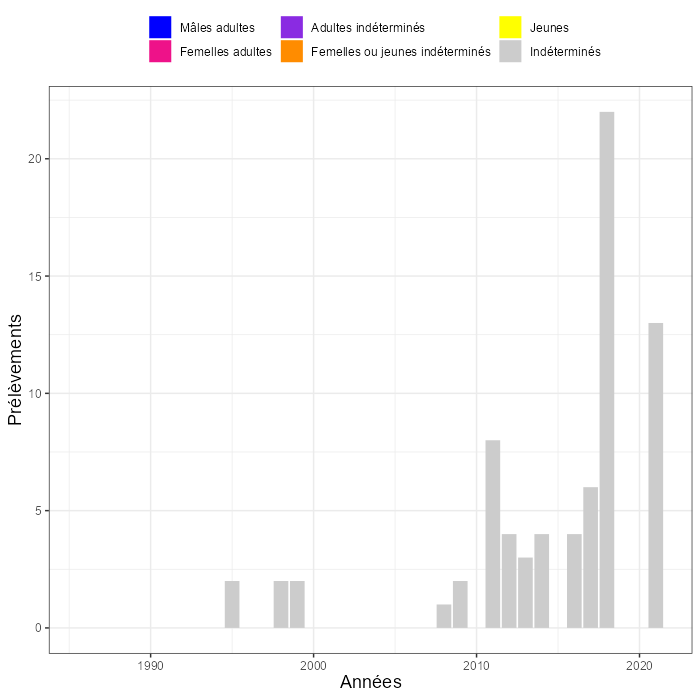 Mâles adultes
Adultes indéterminés
Jeunes
Femelles adultes
Femelles ou jeunes indéterminés
Indéterminés
Prélèvements
20
15
10
5
0
1990
2000
2010
2020
Années